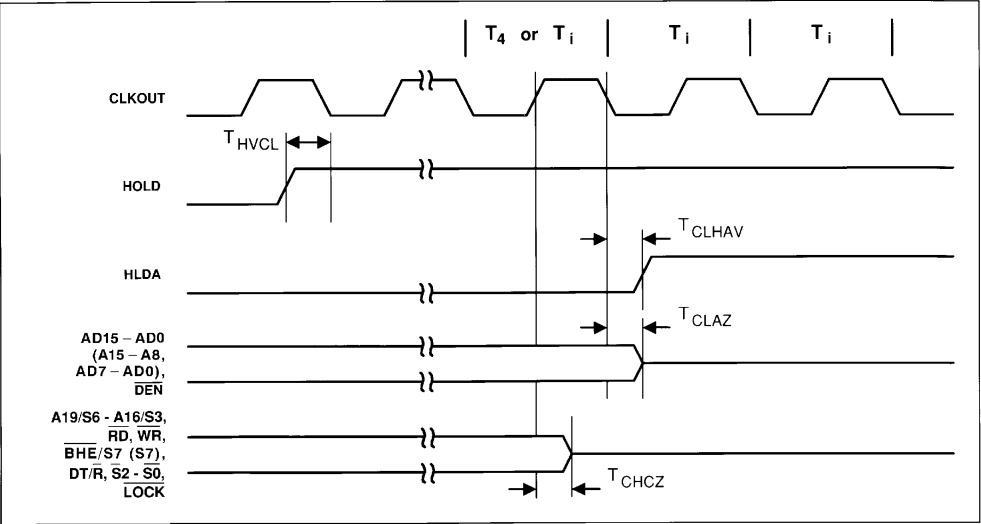 T4 or Ti
Ti
Ti
CLKOUT
THVCL
HOLD
TCLHAV
HLDA
TCLAZ
AD15 – AD0
(A15 – A8,
AD7 – AD0),
DEN
A19/S6 - A16/S3,
RD, WR,
BHE/S7 (S7),
DT/R, S2 - S0,
LOCK
TCHCZ